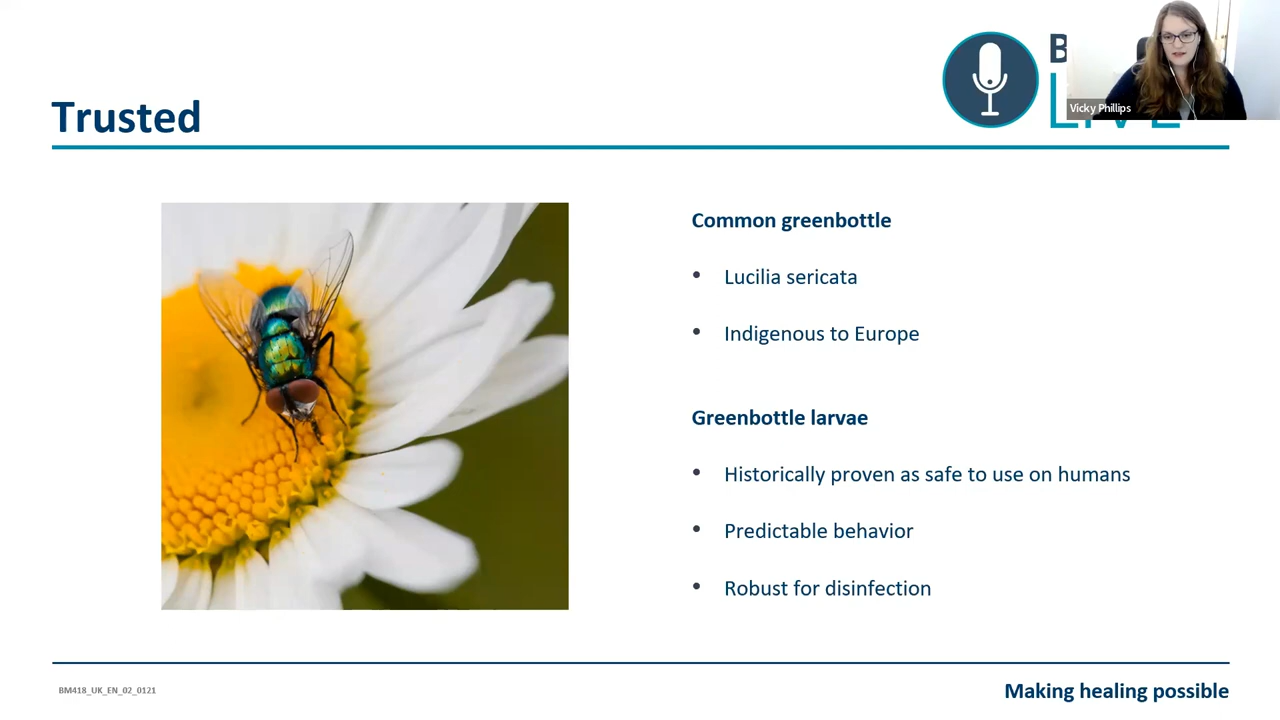 B
LIVE
Vicky Phillips
Trusted
Common greenbottle
• Lucilia sericata
• Indigenous to Europe
Greenbottle larvae
• Historically proven as safe to use on humans
• Predictable behavior
• Robust for disinfection
BM418_UK_EN_02_0121
Making healing possible